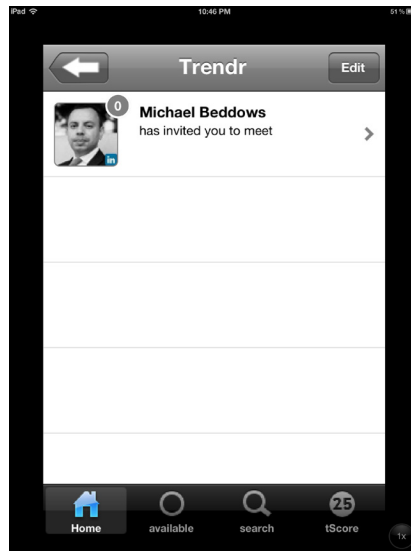 iPad 10:46 PM 51 %
Trendr Edit
0
Michael Beddows
has invited you to meet
in
25
Home available search tScore
1x